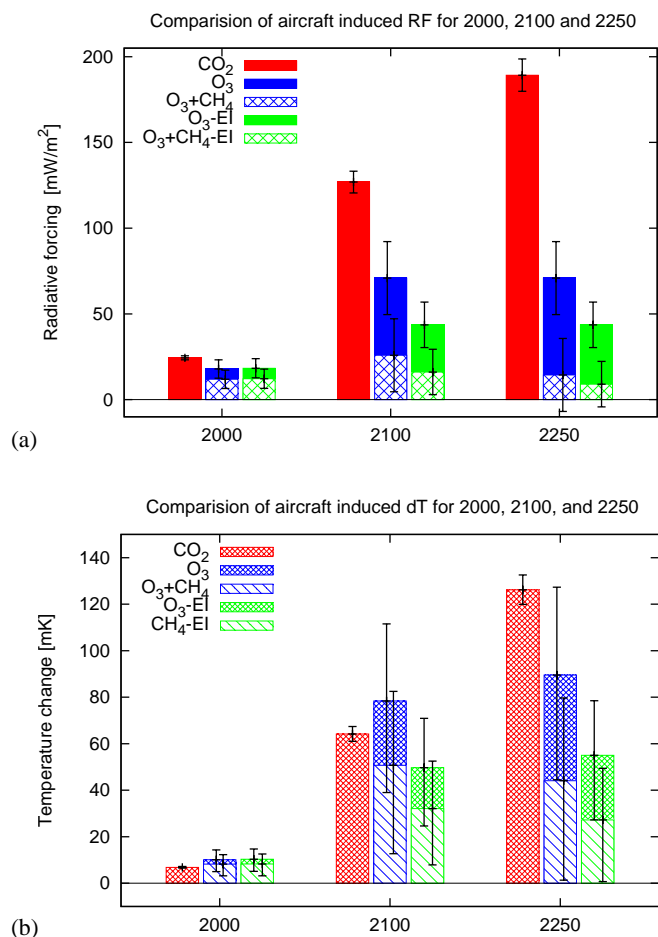 Comparision of aircraft induced RF for 2000, 2100 and 2250
200
150
100
50
0
Radiative forcing [mW/m²]
CO₂
O₃
O₃+CH₄
O₃-EI
O₃+CH₄-EI
2000 2100 2250
(a)
Comparision of aircraft induced dT for 2000, 2100, and 2250
140
120
100
80
60
40
20
0
Temperature change [mK]
CO₂
O₃
O₃+CH₄
O₃-EI
CH₄-EI
2000 2100 2250
(b)